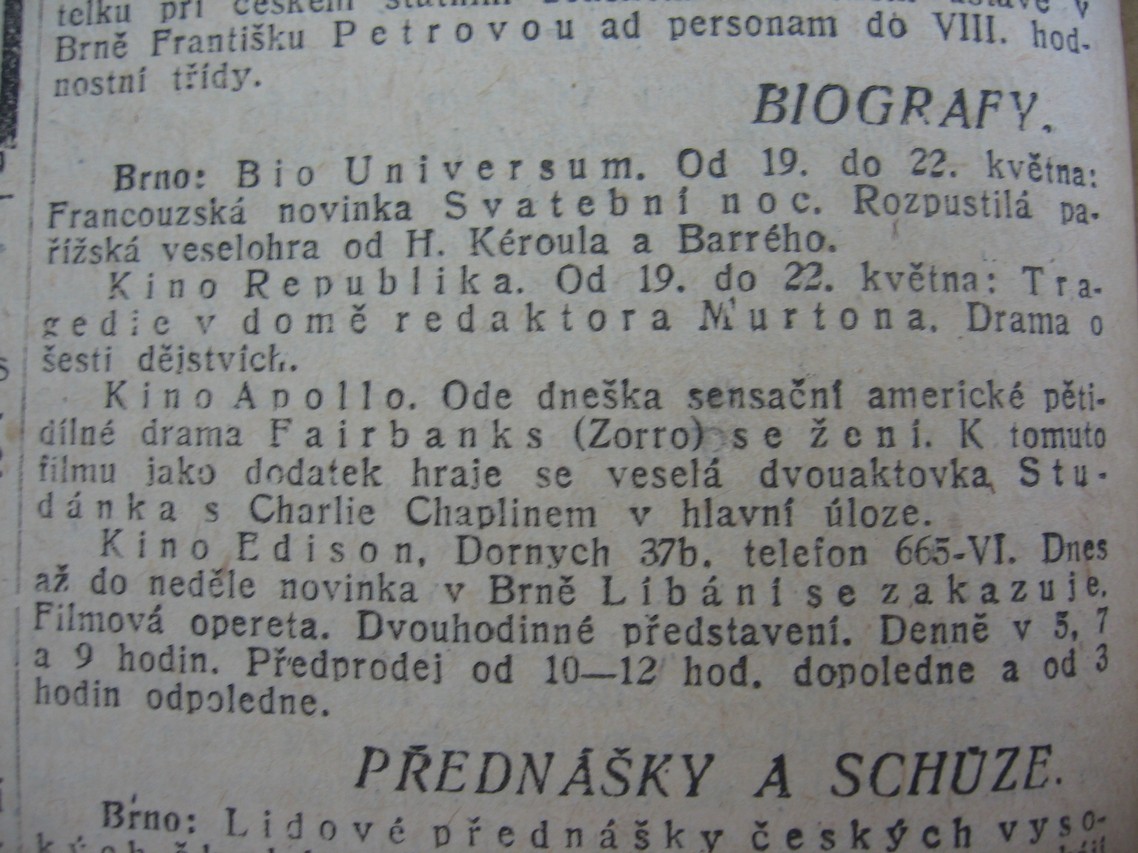 telku při českém státním
Brně Františku Petrovou ad personam do VIII. hod-
nostní třídy.
BIOGRAFY.
Brno: Bio Universum. Od 19. do 22. května:
Francouzská novinka Svatební noc. Rozpustilá pa-
řížská veselohra od H. Kéroula a Barrého.
Kino Republika. Od 19. do 22. května: Tra-
gedie v domě redaktora Murtona. Drama o
šesti dějstvích.
Kino Apollo. Ode dneška sensační americké pěti-
dílné drama Fairbanks (Zorro) se žení. K tomuto
filmu jako dodatek hraje se veselá dvouaktovka Stu-
dánka s Charlie Chaplinem v hlavní úloze.
Kino Edison, Dornych 37b. telefon 665-VI. Dnes
až do neděle novinka v Brně Líbání se zakazuje.
Filmová opereta. Dvouhodinné představení. Denně v 5, 7
a 9 hodin. Předprodej od 10—12 hod. dopoledne a od 3
hodin odpoledne.
PŘEDNÁŠKY A SCHŮZE.
Brno: Lidové přednášky českých vyso-